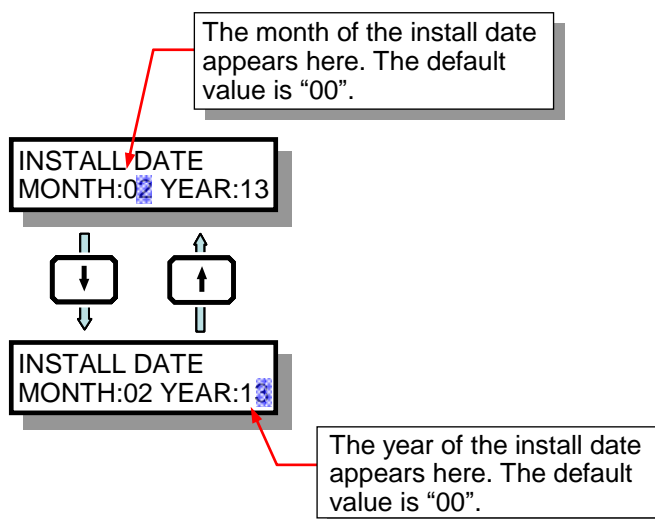 The month of the install date
appears here. The default
value is “00”.
INSTALL DATE
MONTH:02 YEAR:13
INSTALL DATE
MONTH:02 YEAR:13
The year of the install date
appears here. The default
value is “00”.